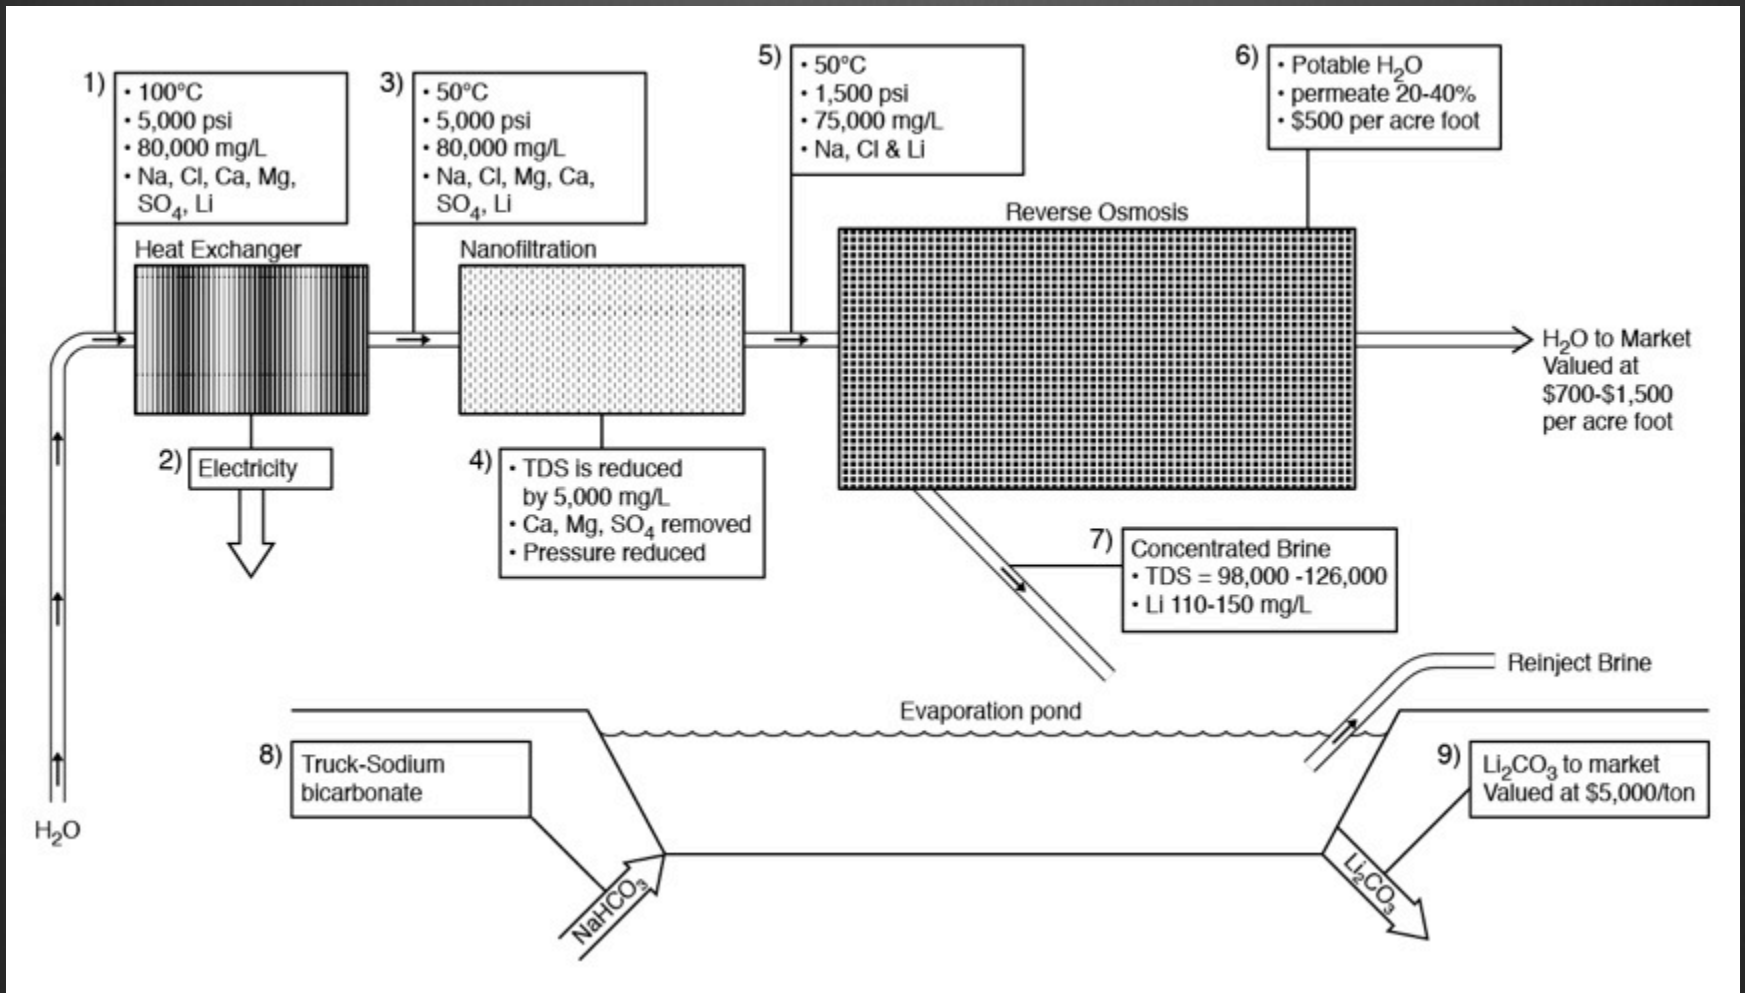 1)
• 100°C
• 5,000 psi
• 80,000 mg/L
• Na, Cl, Ca, Mg,
SO4, Li
Heat Exchanger
2)
Electricity
3)
• 50°C
• 5,000 psi
• 80,000 mg/L
• Na, Cl, Mg, Ca,
SO4, Li
Nanofiltration
4)
• TDS is reduced
by 5,000 mg/L
• Ca, Mg, SO4 removed
• Pressure reduced
5)
• 50°C
• 1,500 psi
• 75,000 mg/L
• Na, Cl & Li
6)
• Potable H2O
• permeate 20-40%
• $500 per acre foot
Reverse Osmosis
H2O to Market
Valued at
$700-$1,500
per acre foot
7)
Concentrated Brine
• TDS = 98,000 -126,000
• Li 110-150 mg/L
Reinject Brine
Evaporation pond
8)
Truck-Sodium
bicarbonate
9)
Li2CO3 to market
Valued at $5,000/ton
H2O
NaHCO3
Li2CO3